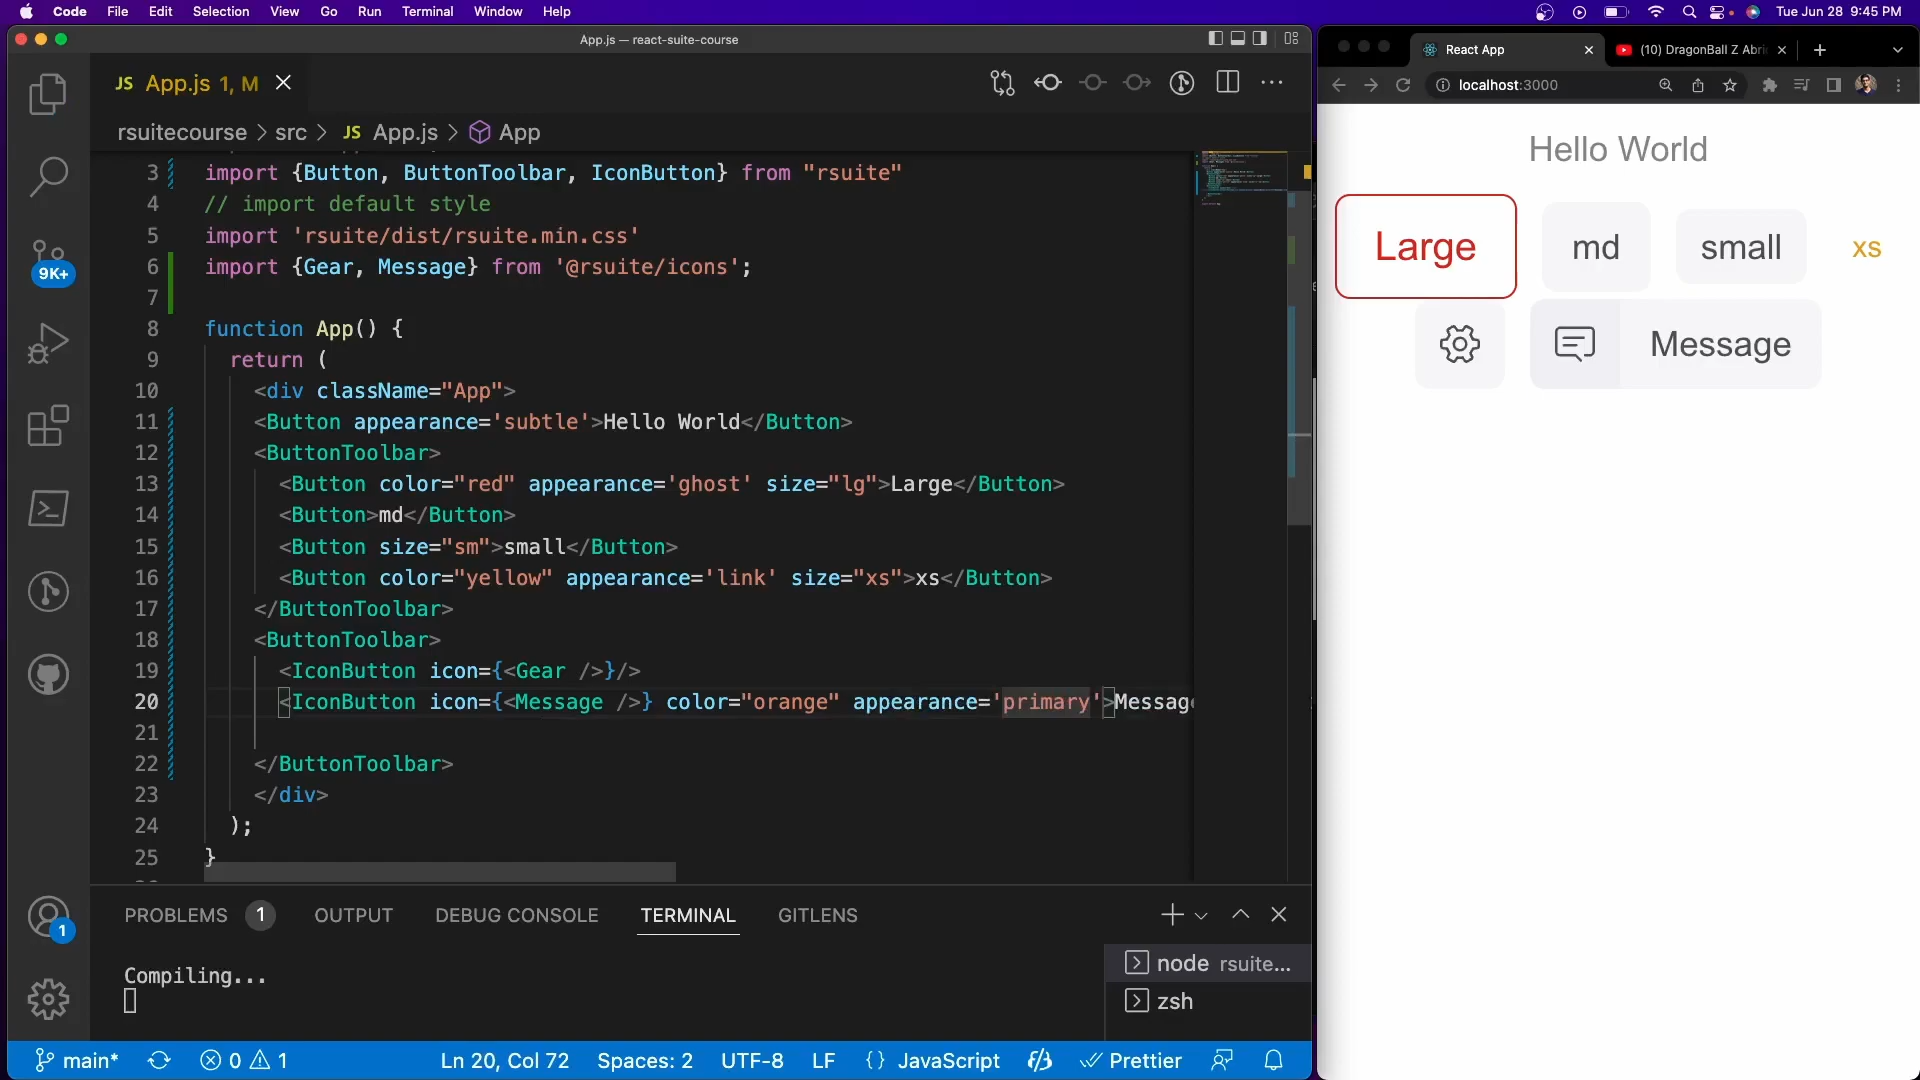 Code File Edit Selection View Go Run Terminal Window Help Tue Jun 28 9:45 PM
App.js — react-suite-course
JS App.js 1, M
rsuitecourse > src > JS App.js > App
3 import {Button, ButtonToolbar, IconButton} from "rsuite"
4 // import default style
5 import 'rsuite/dist/rsuite.min.css'
6 import {Gear, Message} from '@rsuite/icons';
7
8 function App() {
9 return (
10 <div className="App">
11 <Button appearance='subtle'>Hello World</Button>
12 <ButtonToolbar>
13 <Button color="red" appearance='ghost' size="lg">Large</Button>
14 <Button>md</Button>
15 <Button size="sm">small</Button>
16 <Button color="yellow" appearance='link' size="xs">xs</Button>
17 </ButtonToolbar>
18 <ButtonToolbar>
19 <IconButton icon={<Gear />}/>
20 <IconButton icon={<Message />} color="orange" appearance='primary'>Message
21
22 </ButtonToolbar>
23 </div>
24 );
25 }
9K+
1
PROBLEMS 1 OUTPUT DEBUG CONSOLE TERMINAL GITLENS
Compiling...
node rsuite...
zsh
main* 0 1 Ln 20, Col 72 Spaces: 2 UTF-8 LF {} JavaScript Prettier
React App (10) DragonBall Z Abri
localhost:3000
Hello World
Large md small xs
Message